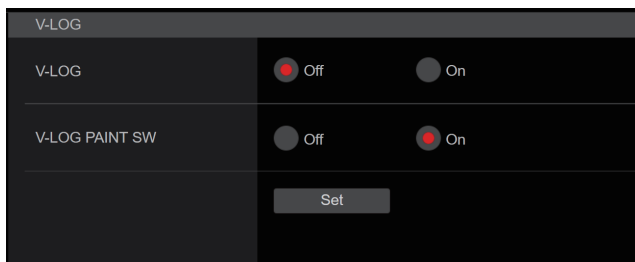 V-LOG
V-LOG Off On
V-LOG PAINT SW Off On
Set